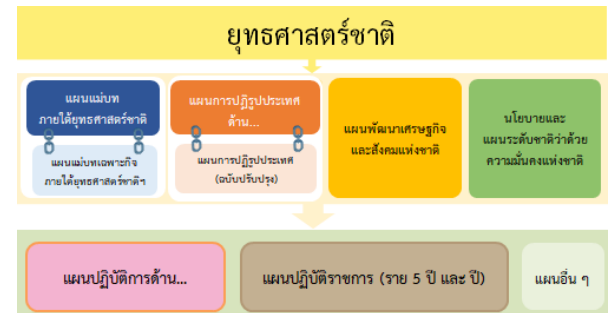 ยุทธศาสตร์ชาติ
แผนแม่บท
ภายใต้ยุทธศาสตร์ชาติ
แผนแม่บทเฉพาะกิจ
ภายใต้ยุทธศาสตร์ชาติฯ
แผนการปฏิรูปประเทศ
ด้าน...
แผนการปฏิรูปประเทศ
(ฉบับปรับปรุง)
แผนพัฒนาเศรษฐกิจ
และสังคมแห่งชาติ
นโยบายและ
แผนระดับชาติว่าด้วย
ความมั่นคงแห่งชาติ
แผนปฏิบัติการด้าน...
แผนปฏิบัติราชการ (ราย 5 ปี และ ปี)
แผนอื่น ๆ